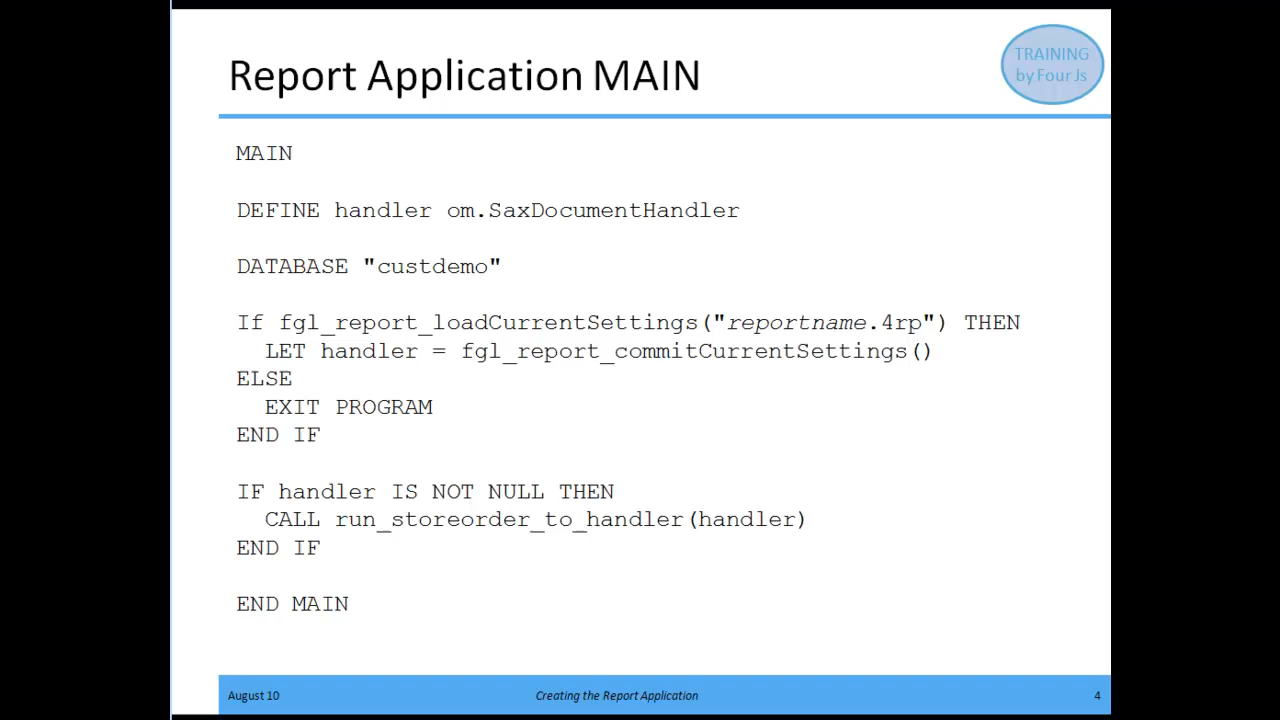 Report Application MAIN
TRAINING
by Four Js
MAIN
DEFINE handler om.SaxDocumentHandler
DATABASE "custdemo"
If fgl_report_loadCurrentSettings("reportname.4rp") THEN
LET handler = fgl_report_commitCurrentSettings()
ELSE
EXIT PROGRAM
END IF
IF handler IS NOT NULL THEN
CALL run_storeorder_to_handler(handler)
END IF
END MAIN
August 10
Creating the Report Application
4